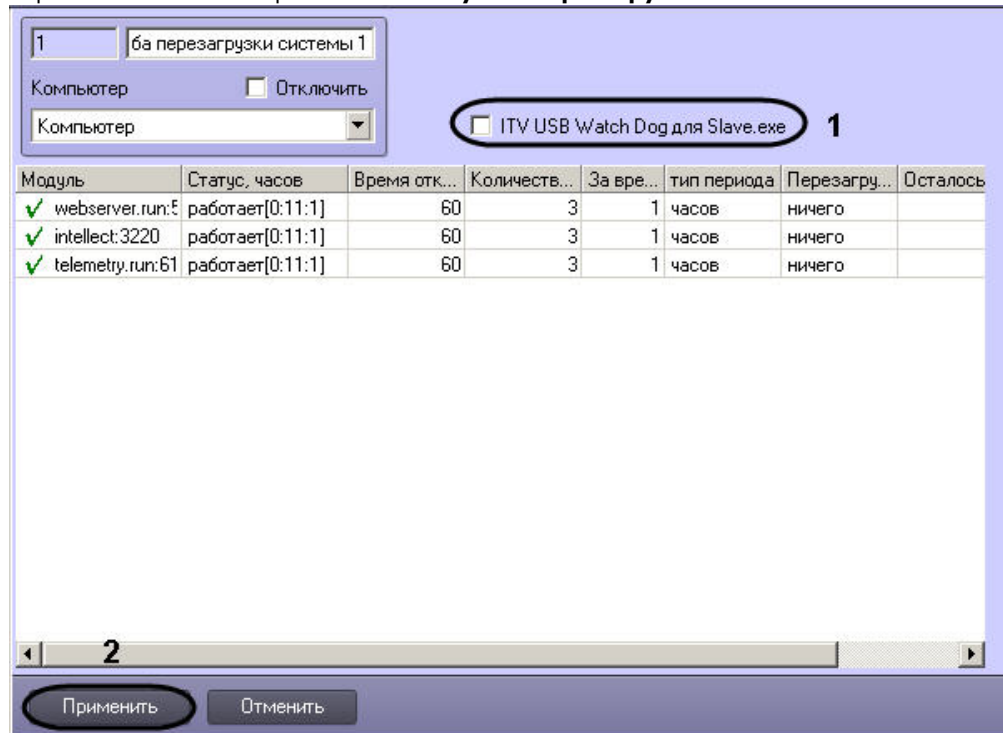 1 ба перезагрузки системы 1
Компьютер Отключить
Компьютер
ITV USB Watch Dog для Slave.exe 1
Модуль Статус, часов Время отк... Количеств... За вре... тип периода Перезагру... Осталось
webserver.run:5 работает[0:11:1] 60 3 1 часов ничего
intellect:3220 работает[0:11:1] 60 3 1 часов ничего
telemetry.run:61 работает[0:11:1] 60 3 1 часов ничего
2
Применить Отменить